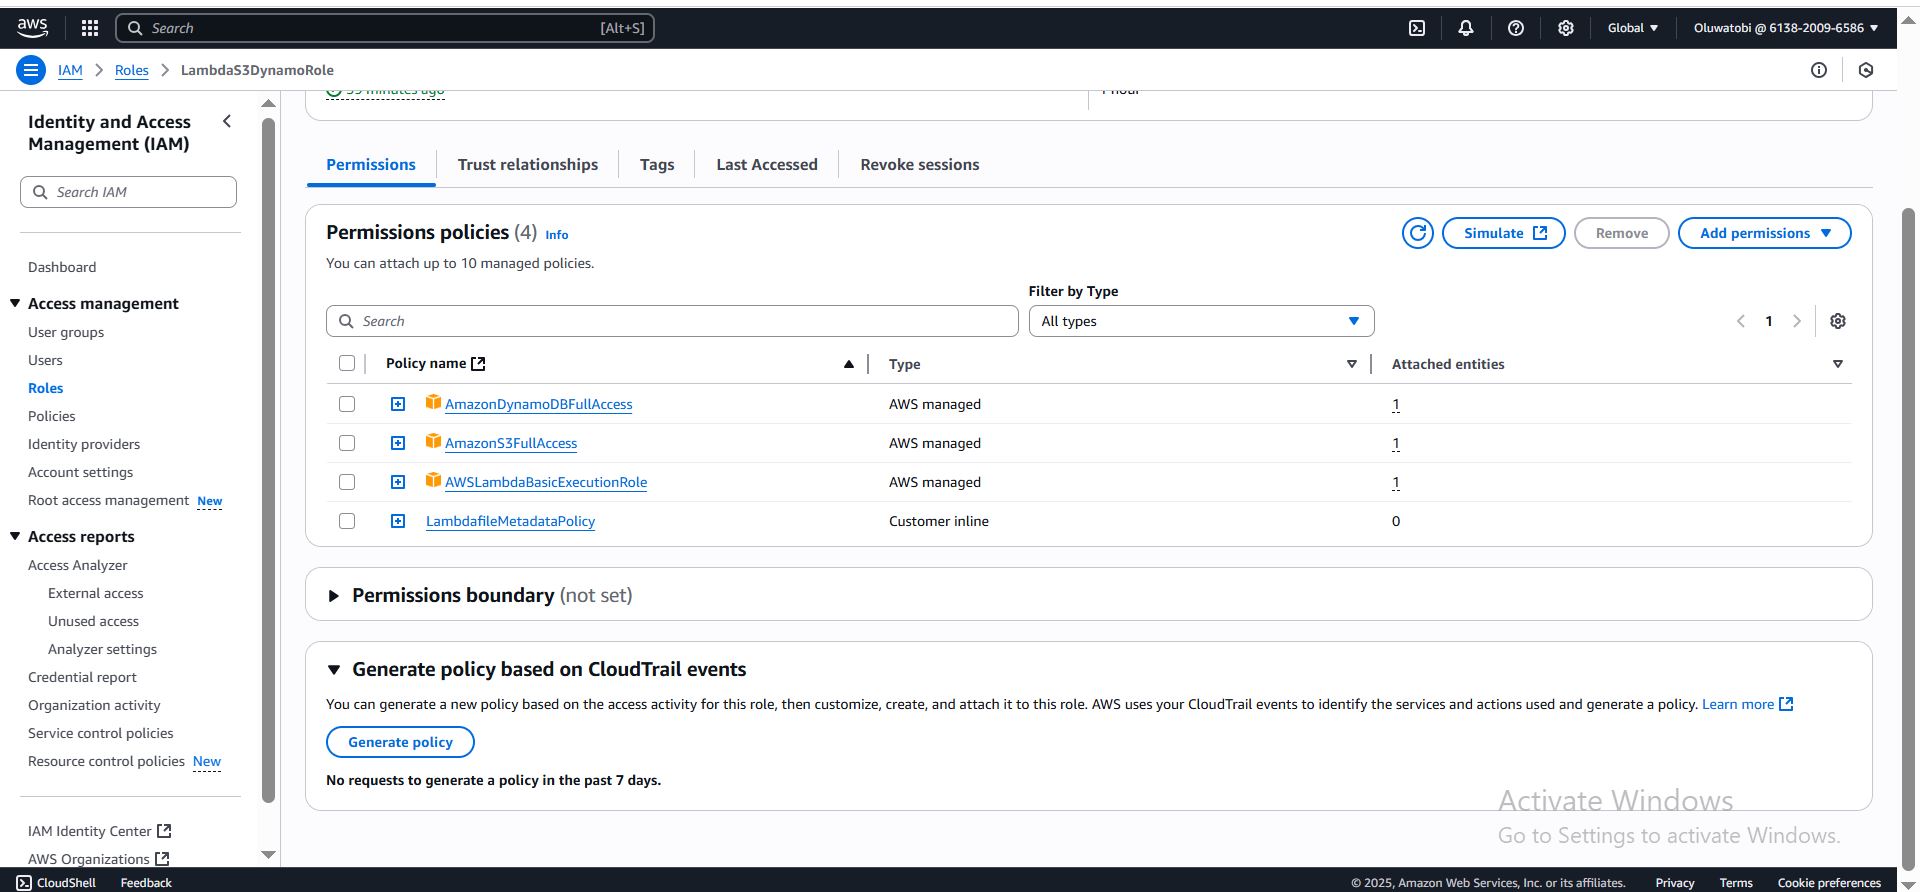 aws
Search [Alt+S]
Global
Oluwatobi @ 6138-2009-6586
IAM
Roles
LambdaS3DynamoRole
39 minutes ago
1 hour
Identity and Access
Management (IAM)
Search IAM
Dashboard
Access management
User groups
Users
Roles
Policies
Identity providers
Account settings
Root access management New
Access reports
Access Analyzer
External access
Unused access
Analyzer settings
Credential report
Organization activity
Service control policies
Resource control policies New
IAM Identity Center
AWS Organizations
Permissions
Trust relationships
Tags
Last Accessed
Revoke sessions
Permissions policies (4) Info
Simulate
Remove
Add permissions
You can attach up to 10 managed policies.
Filter by Type
Search
All types
1
Policy name
Type
Attached entities
AmazonDynamoDBFullAccess AWS managed 1
AmazonS3FullAccess AWS managed 1
AWSLambdaBasicExecutionRole AWS managed 1
LambdafileMetadataPolicy Customer inline 0
Permissions boundary (not set)
Generate policy based on CloudTrail events
You can generate a new policy based on the access activity for this role, then customize, create, and attach it to this role. AWS uses your CloudTrail events to identify the services and actions used and generate a policy. Learn more
Generate policy
No requests to generate a policy in the past 7 days.
Activate Windows
Go to Settings to activate Windows.
CloudShell
Feedback
© 2025, Amazon Web Services, Inc. or its affiliates.
Privacy
Terms
Cookie preferences